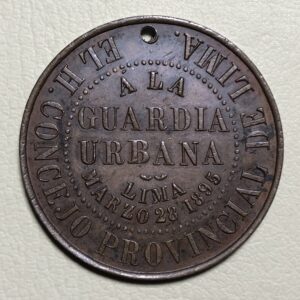 EL H. CONCEJO PROVINCIAL DE LIMA.
A LA
GUARDIA
URBANA
LIMA
MARZO 28 1895